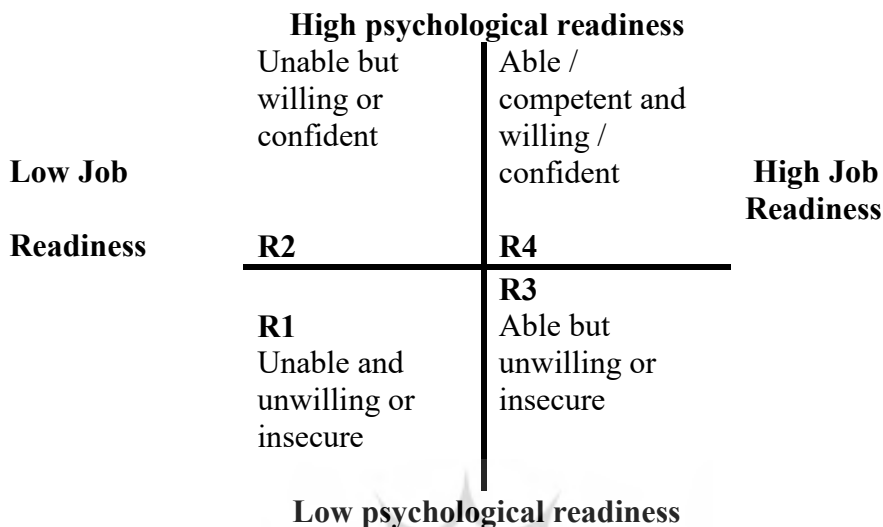 High psychological readiness
Unable but
willing or
confident
Able /
competent and
willing /
confident
Low Job
Readiness
High Job
Readiness
R2
R4
R1
Unable and
unwilling or
insecure
R3
Able but
unwilling or
insecure
Low psychological readiness